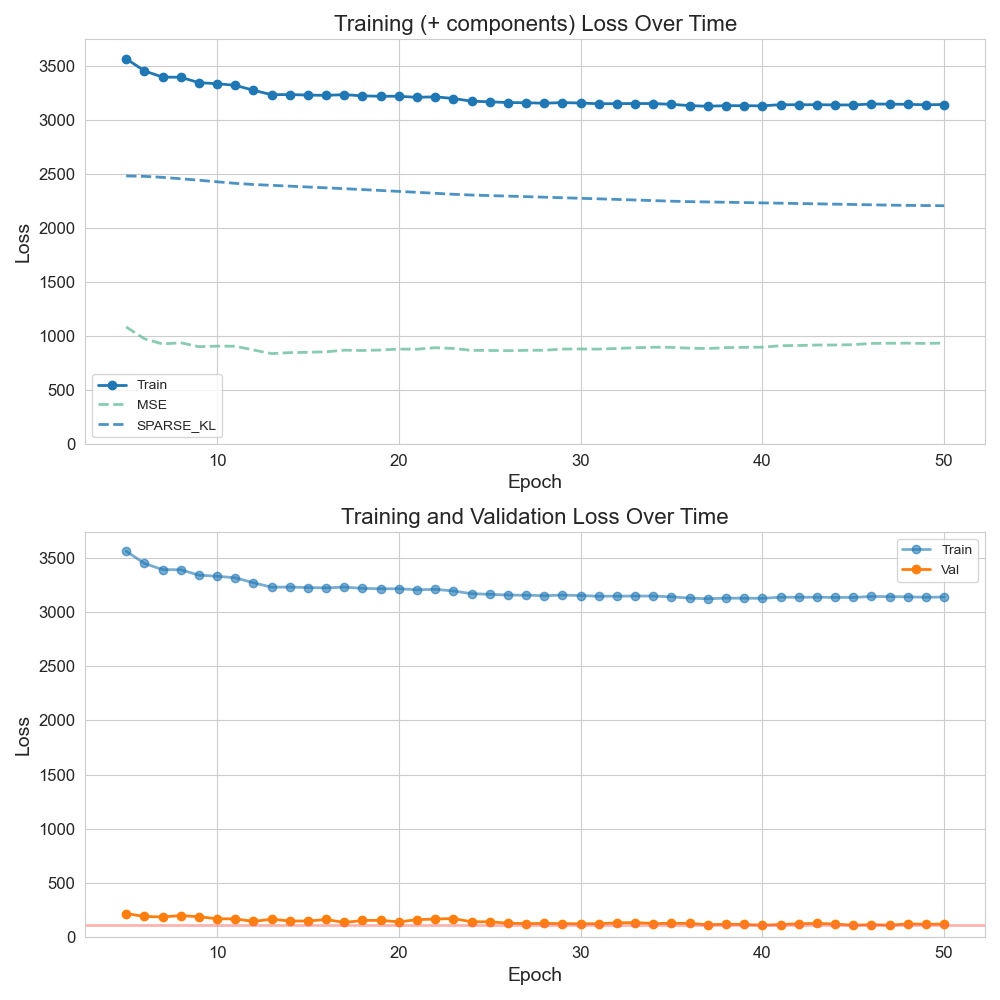 Training (+ components) Loss Over Time
3500
3000
2500
2000
1500
1000
500
0
Loss
Train
MSE
SPARSE_KL
10 20 30 40 50
Epoch
Training and Validation Loss Over Time
3500
3000
2500
2000
1500
1000
500
0
Loss
Train
Val
10 20 30 40 50
Epoch